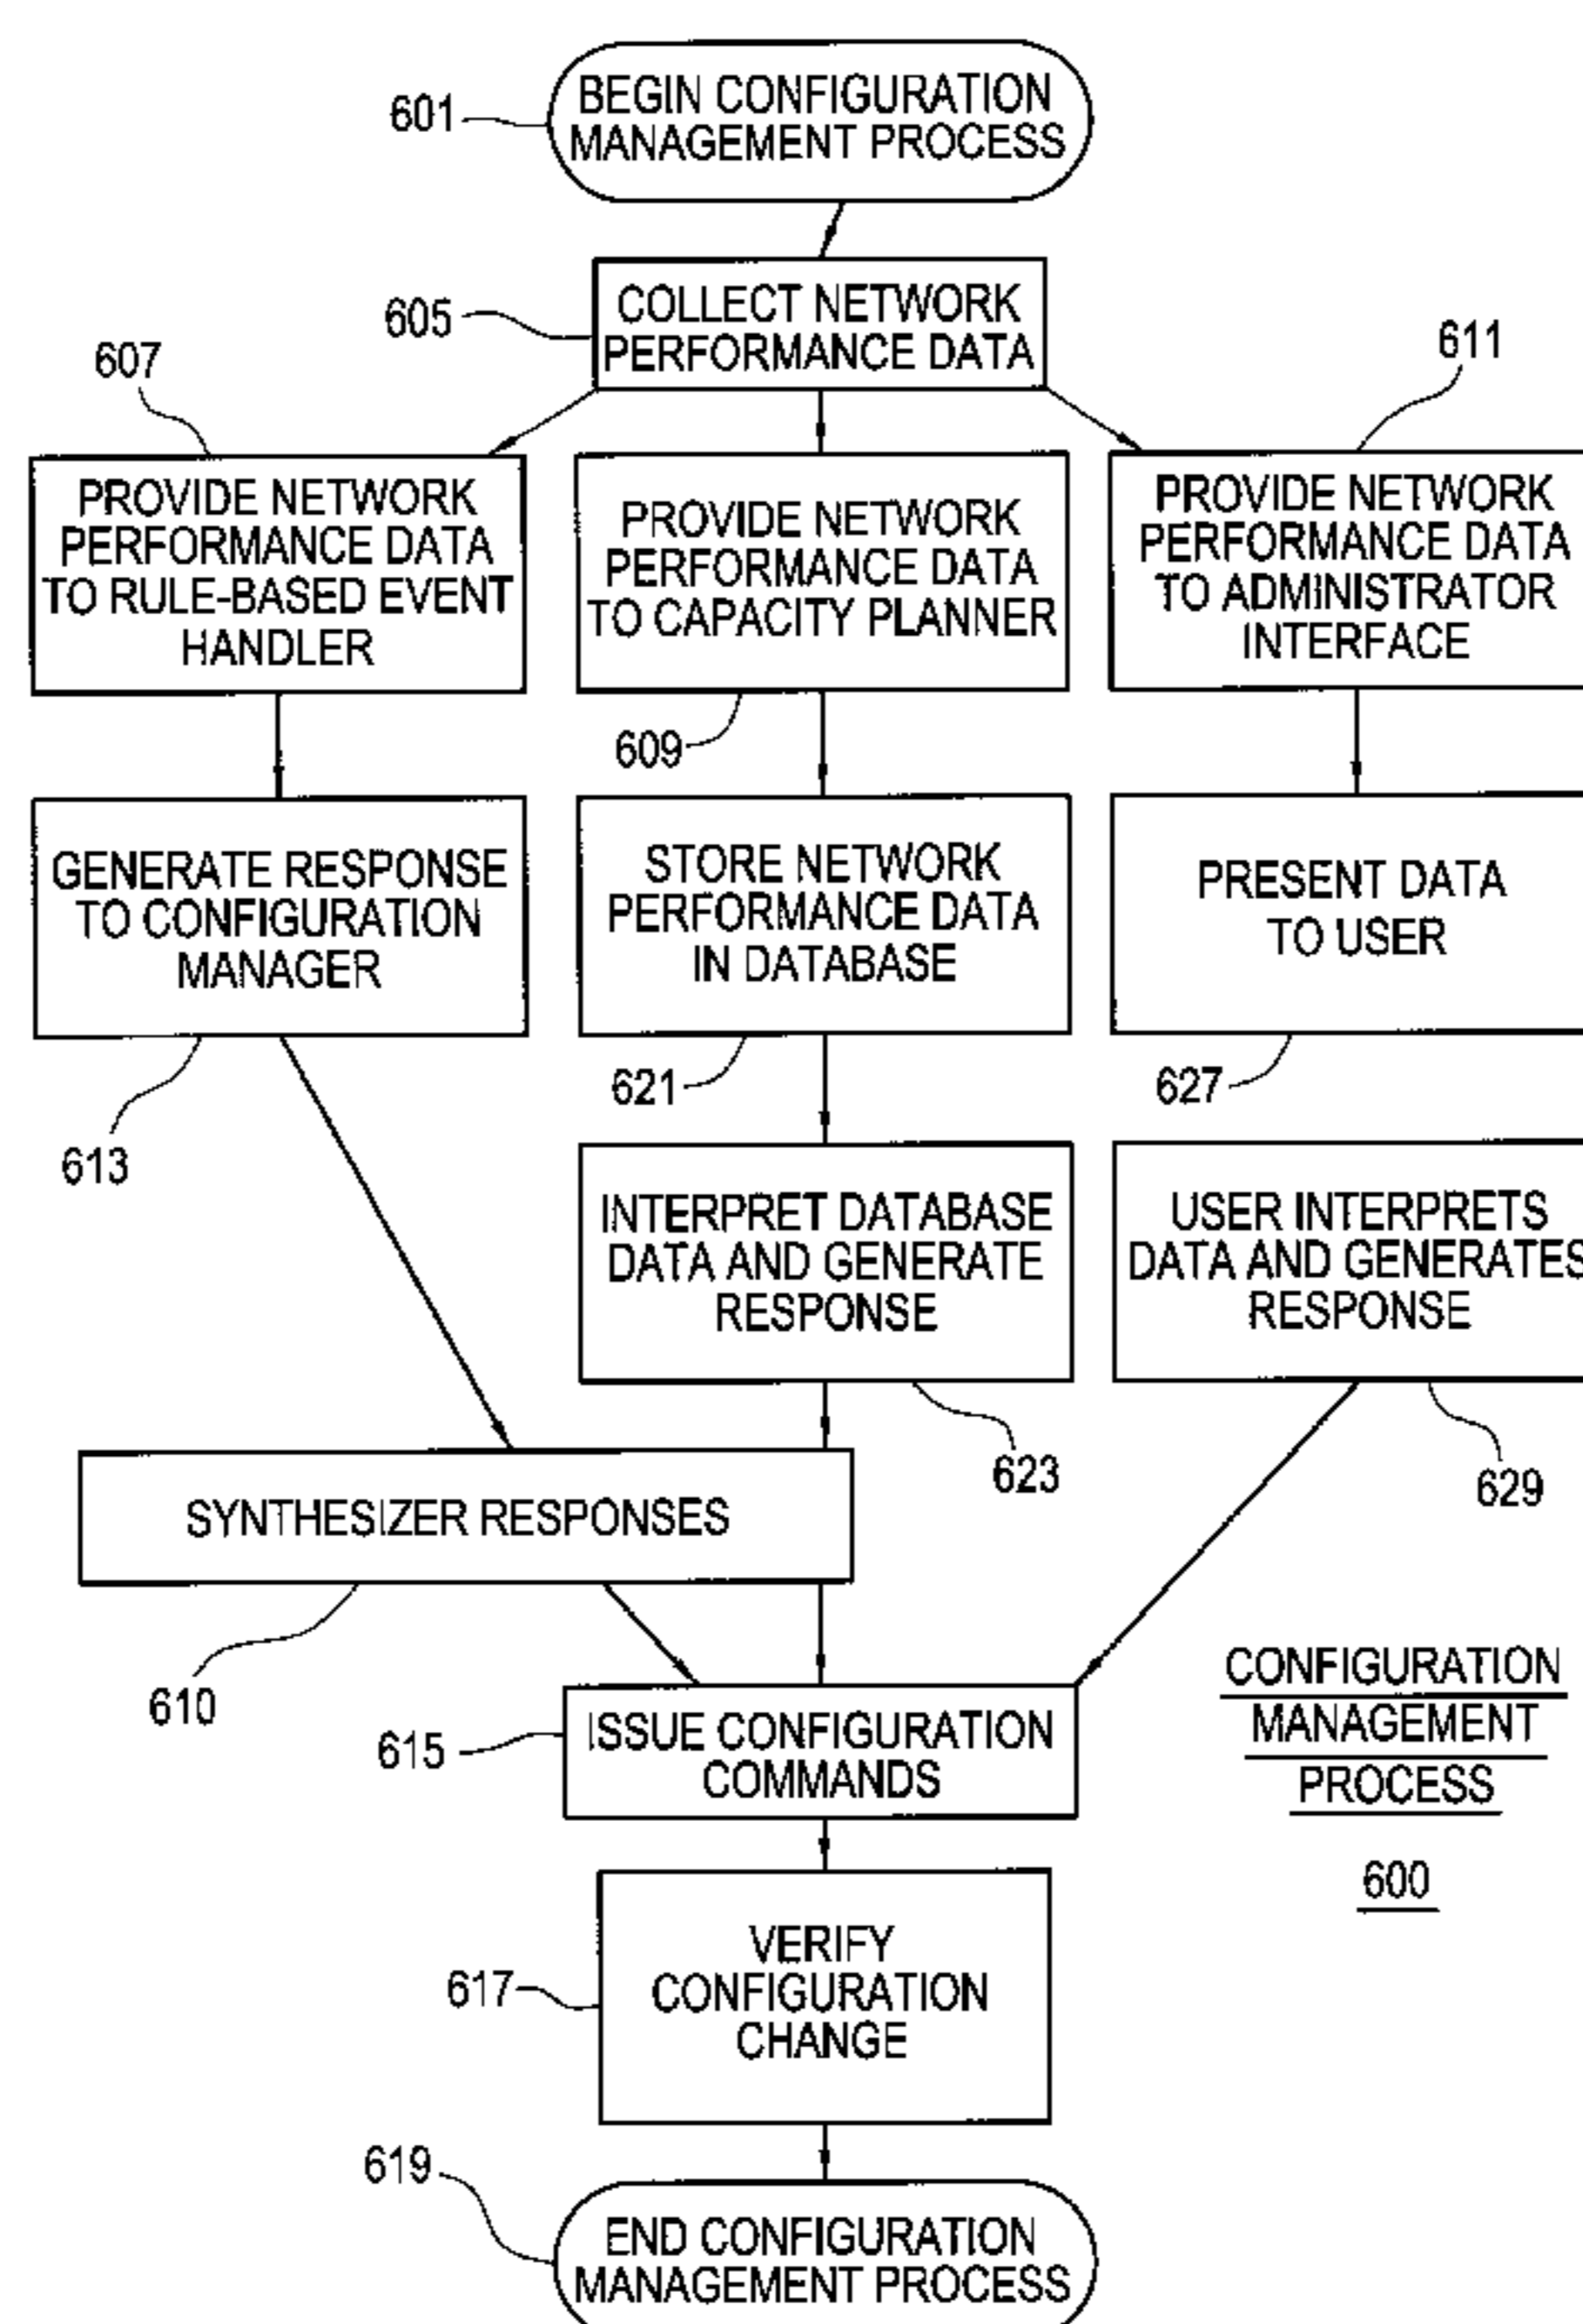 BEGIN CONFIGURATION
MANAGEMENT PROCESS
601
COLLECT NETWORK
PERFORMANCE DATA
605
607
611
PROVIDE NETWORK
PERFORMANCE DATA
TO RULE-BASED EVENT
HANDLER
PROVIDE NETWORK
PERFORMANCE DATA
TO CAPACITY PLANNER
PROVIDE NETWORK
PERFORMANCE DATA
TO ADMINISTRATOR
INTERFACE
609
GENERATE RESPONSE
TO CONFIGURATION
MANAGER
STORE NETWORK
PERFORMANCE DATA
IN DATABASE
PRESENT DATA
TO USER
613
621
627
INTERPRET DATABASE
DATA AND GENERATE
RESPONSE
USER INTERPRETS
DATA AND GENERATES
RESPONSE
623
629
SYNTHESIZER RESPONSES
610
ISSUE CONFIGURATION
COMMANDS
615
CONFIGURATION
MANAGEMENT
PROCESS
600
VERIFY
CONFIGURATION
CHANGE
617
619
END CONFIGURATION
MANAGEMENT PROCESS